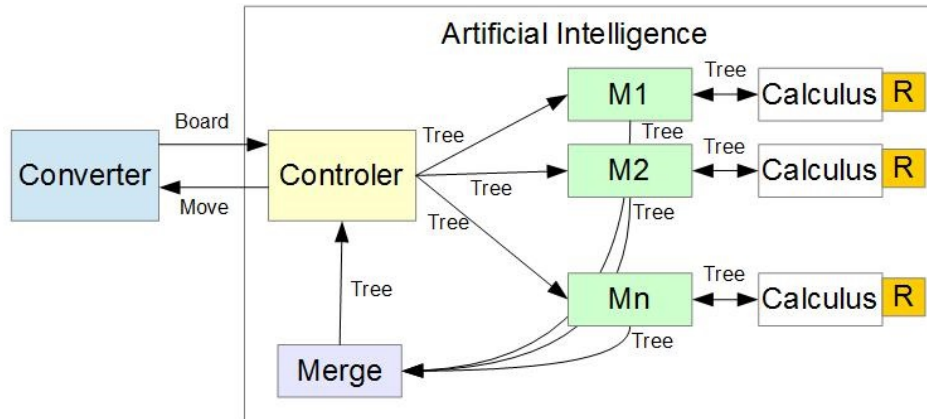 Artificial Intelligence
M1
Tree
Calculus
R
Board
Tree
Tree
Tree
Converter
Controler
M2
Calculus
R
Move
Tree
Tree
Tree
Tree
Tree
Mn
Calculus
R
Tree
Merge